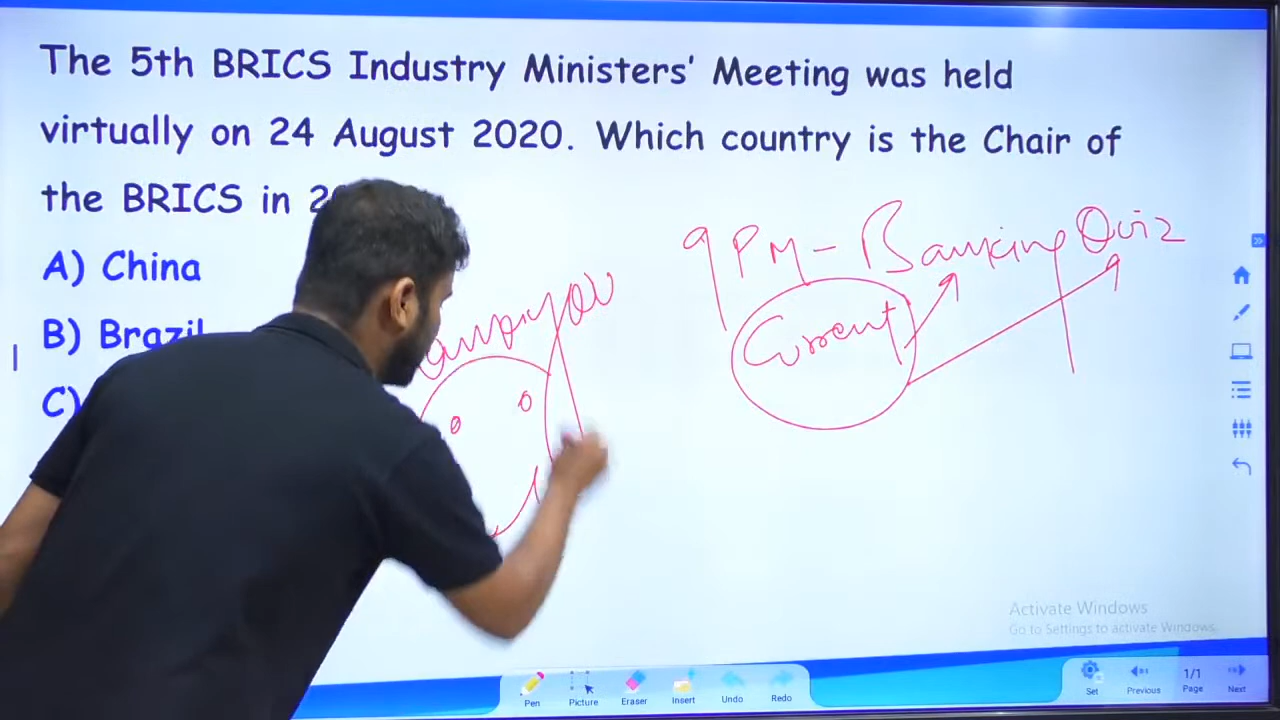 The 5th BRICS Industry Ministers' Meeting was held
virtually on 24 August 2020. Which country is the Chair of
the BRICS in
A) China
B) Brazil
C)
9 PM - Banking Quiz
Current
Activate Windows
Go to Settings to activate Windows.
Pen Picture Eraser Insert Undo Redo
Set Previous 1/1 Page Next